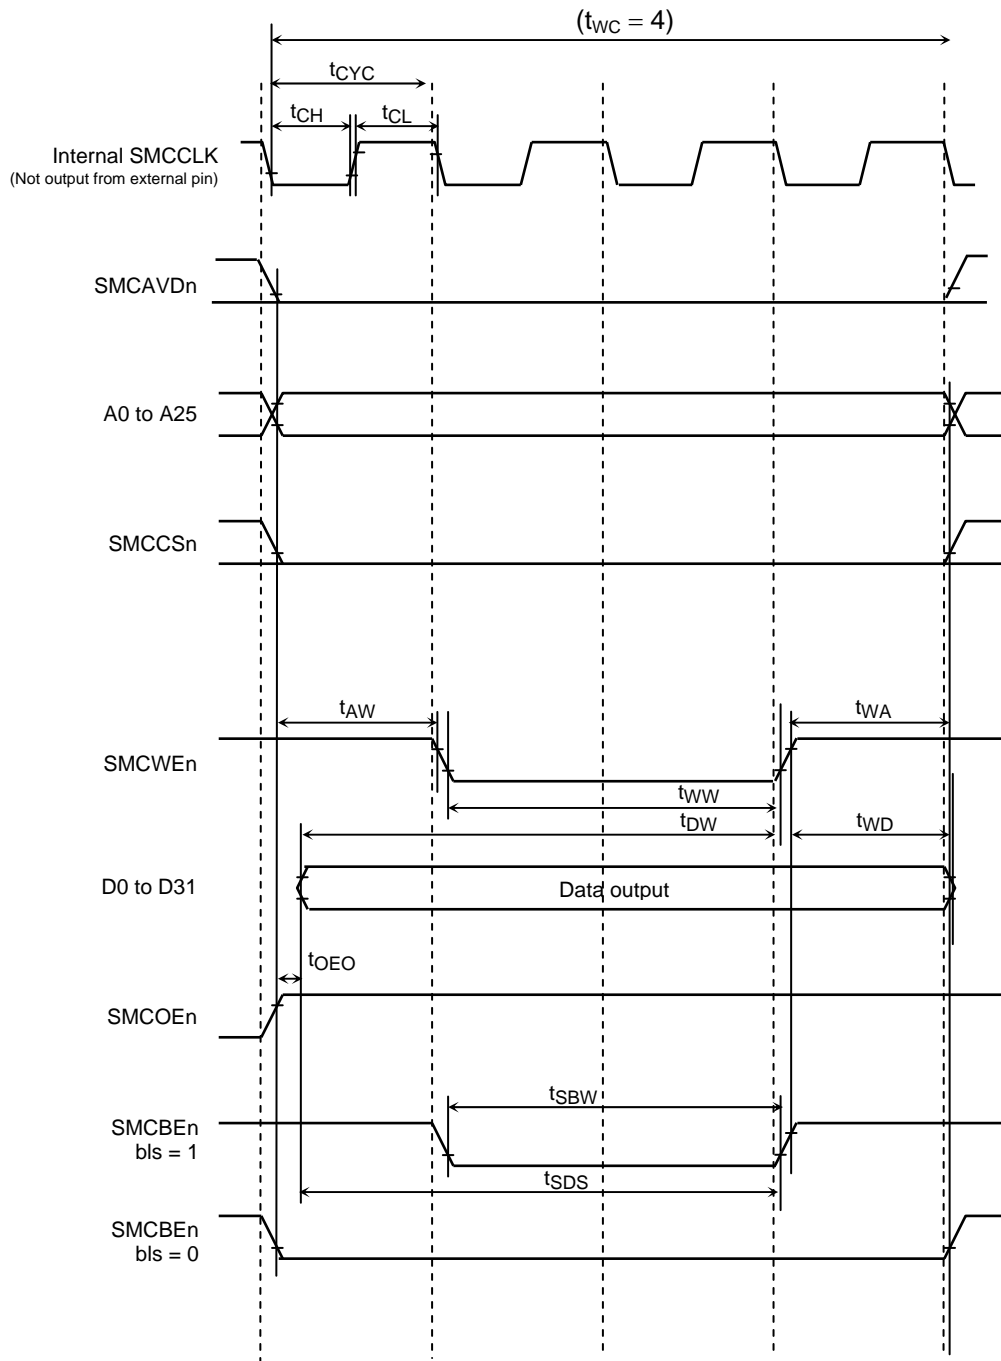 (tWC = 4)
tCYC
tCH
tCL
Internal SMCCLK
(Not output from external pin)
SMCAVDn
A0 to A25
SMCCSn
tAW
tWA
SMCWEn
tWW
tDW
tWD
D0 to D31
Data output
tOEO
SMCOEn
tSBW
SMCBEn
bls = 1
tSDS
SMCBEn
bls = 0